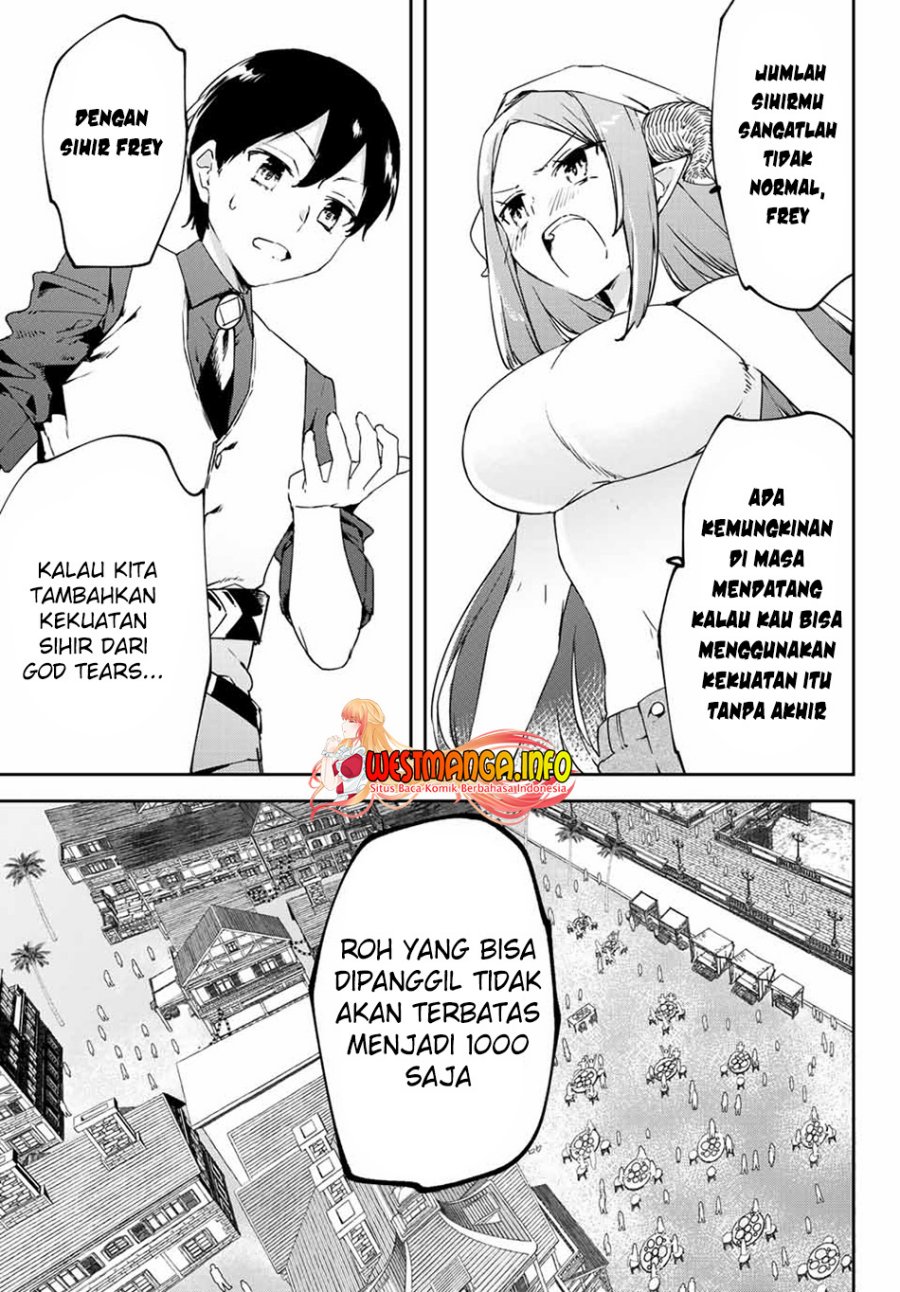 JUMLAH
SIHIRMU
SANGATLAH
TIDAK
NORMAL,
FREY
ADA
KEMUNGKINAN
DI MASA
MENDATANG
KALAU KAU BISA
MENGGUNAKAN
KEKUATAN ITU
TANPA AKHIR
DENGAN
SIHIR FREY
KALAU KITA
TAMBAHKAN
KEKUATAN
SIHIR DARI
GOD TEARS...
WESTMANGA.INFO
Situs Baca Komik Berbahasa Indonesia
ROH YANG BISA
DIPANGGIL TIDAK
AKAN TERBATAS
MENJADI 1000
SAJA